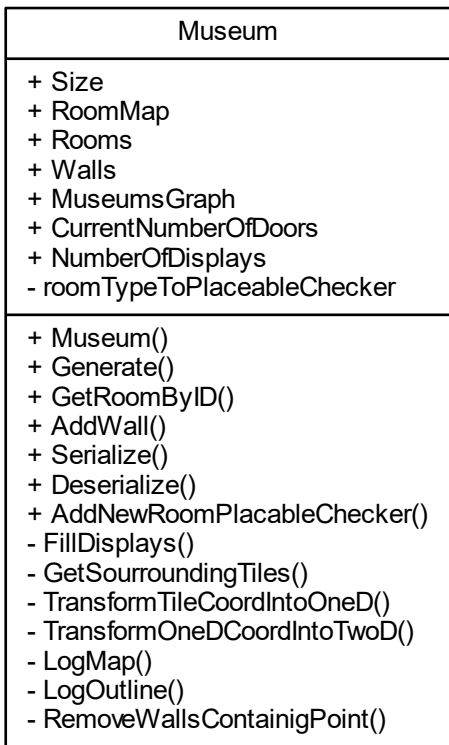 Museum
+ Size
+ RoomMap
+ Rooms
+ Walls
+ MuseumsGraph
+ CurrentNumberOfDoors
+ NumberOfDisplays
- roomTypeToPlaceableChecker
+ Museum()
+ Generate()
+ GetRoomByID()
+ AddWall()
+ Serialize()
+ Deserialize()
+ AddNewRoomPlacableChecker()
- FillDisplays()
- GetSourroundingTiles()
- TransformTileCoordIntoOneD()
- TransformOneDCoordIntoTwoD()
- LogMap()
- LogOutline()
- RemoveWallsContainigPoint()